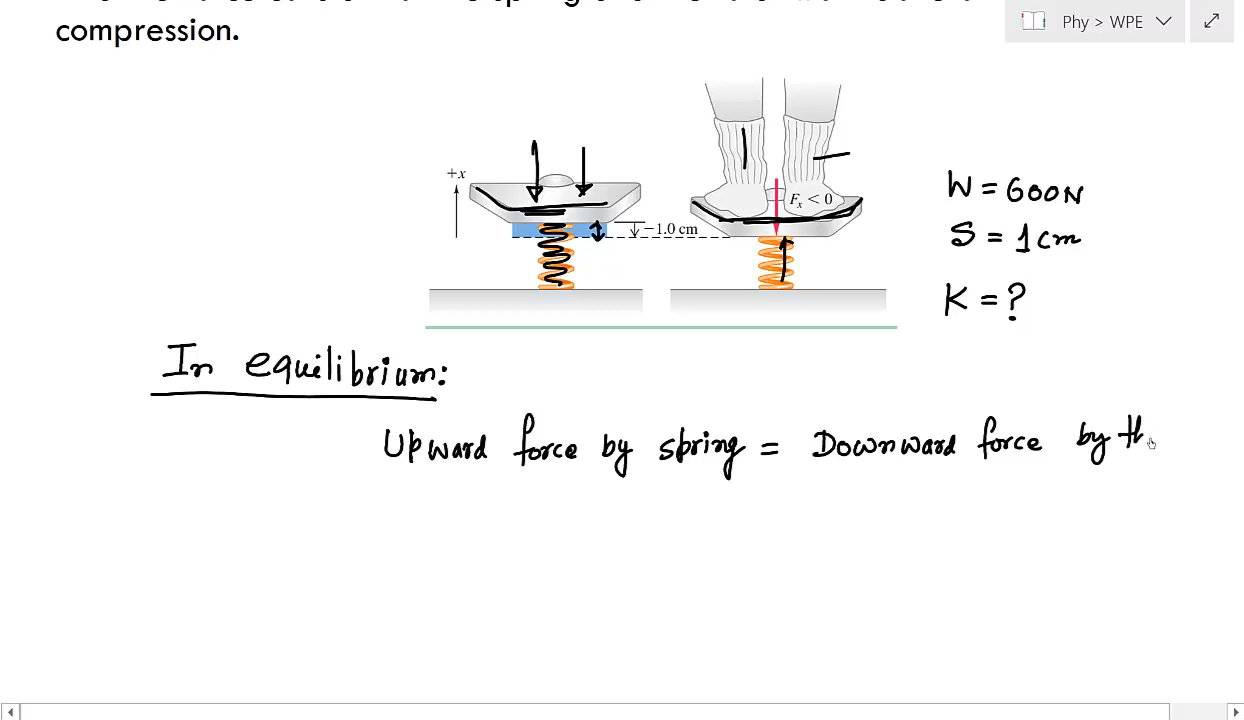 compression.
Phy > WPE
+x
Fx < 0
−1.0 cm
W = 600N
S = 1cm
K = ?
In equilibrium:
Upward force by spring = Downward force by th